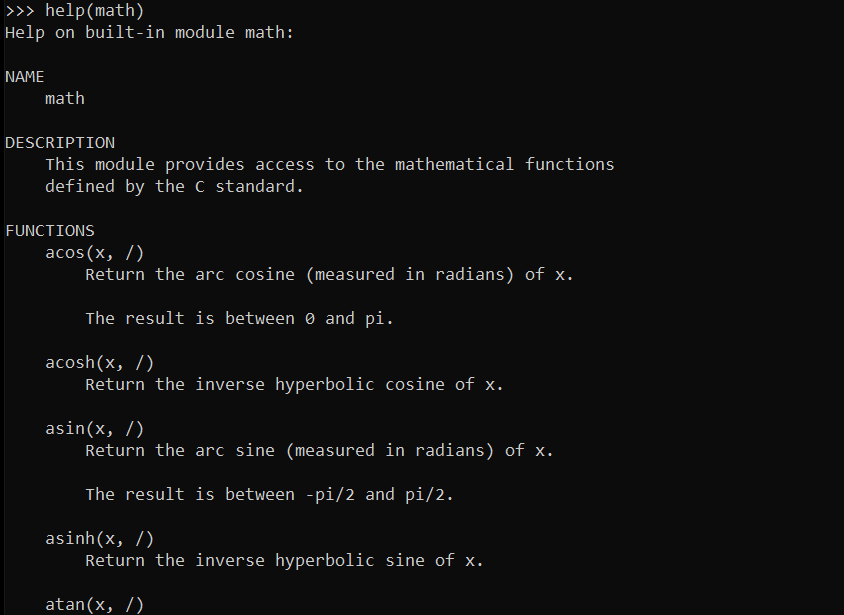 >>> help(math)
Help on built-in module math:
NAME
math
DESCRIPTION
This module provides access to the mathematical functions
defined by the C standard.
FUNCTIONS
acos(x, /)
Return the arc cosine (measured in radians) of x.
The result is between 0 and pi.
acosh(x, /)
Return the inverse hyperbolic cosine of x.
asin(x, /)
Return the arc sine (measured in radians) of x.
The result is between -pi/2 and pi/2.
asinh(x, /)
Return the inverse hyperbolic sine of x.
atan(x, /)